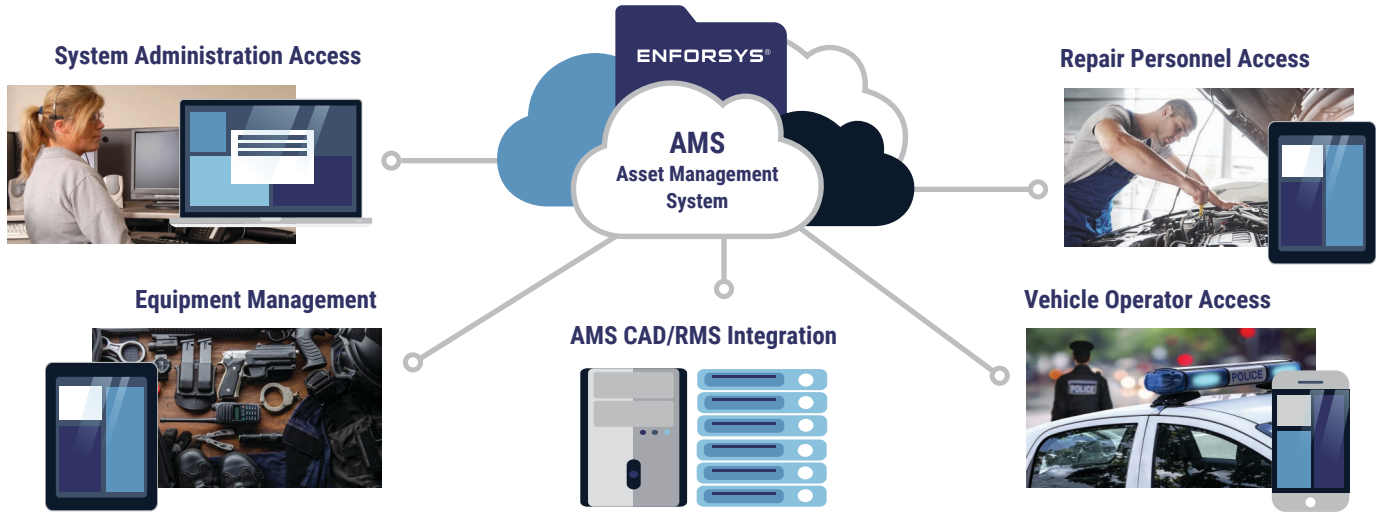 ENFORSYS®
System Administration Access
Repair Personnel Access
AMS
Asset Management
System
Equipment Management
Vehicle Operator Access
AMS CAD/RMS Integration
POLICE
POLICE